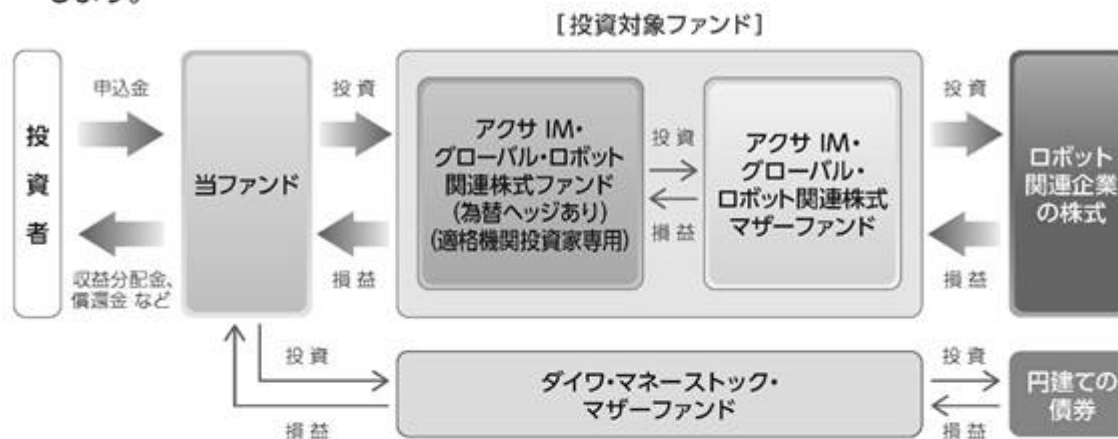 します。
[投資対象ファンド]
投資者
申込金
収益分配金、
償還金 など
当ファンド
投資
損益
アクサ IM・
グローバル・ロボット
関連株式ファンド
(為替ヘッジあり)
(適格機関投資家専用)
投資
損益
アクサ IM・
グローバル・
ロボット関連株式
マザーファンド
投資
損益
ロボット
関連企業
の株式
投資
損益
ダイワ・マネーストック・
マザーファンド
投資
損益
円建ての
債券